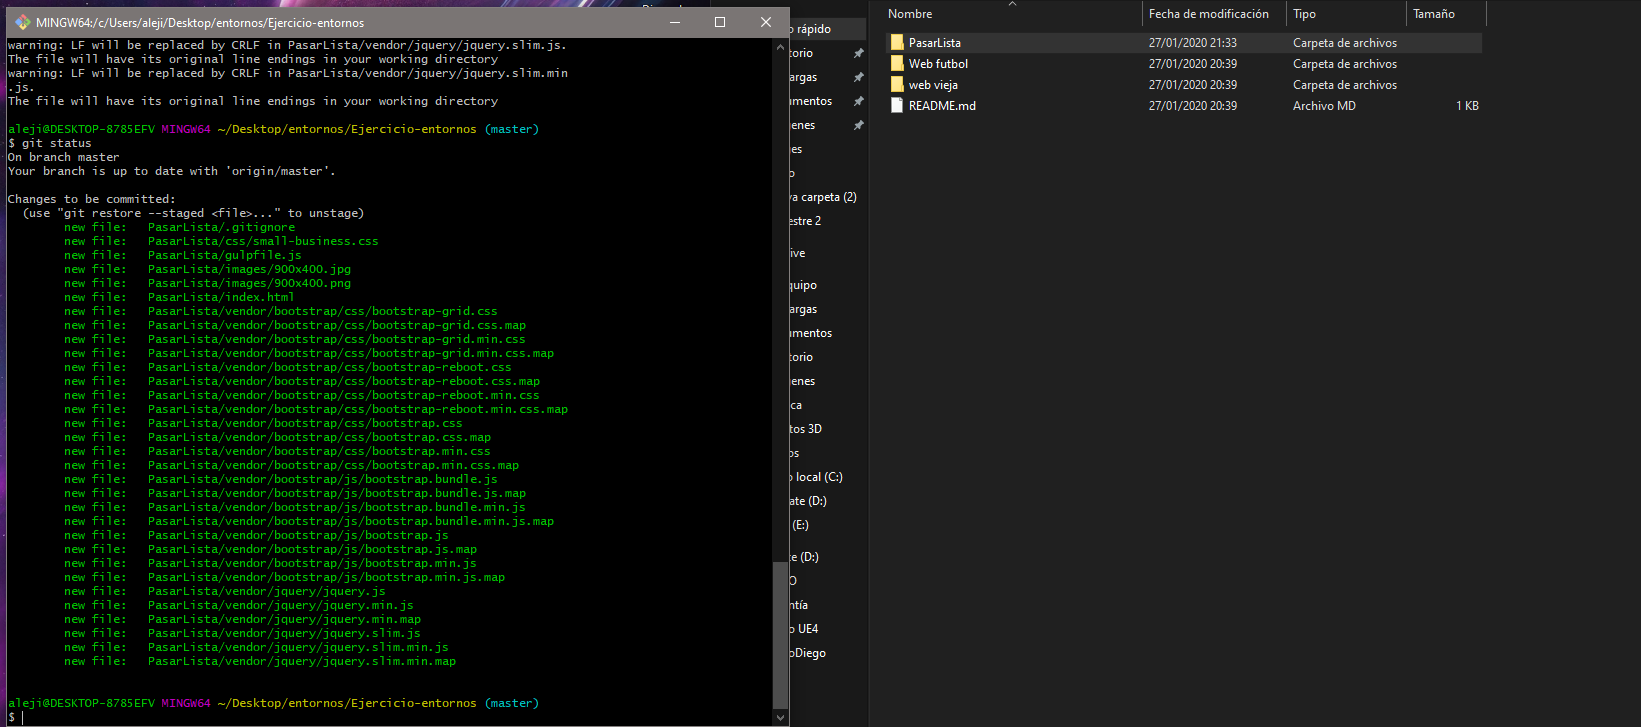 MINGW64:/c/Users/aleji/Desktop/entornos/Ejercicio-entornos
warning: LF will be replaced by CRLF in PasarLista/vendor/jquery/jquery.slim.js.
The file will have its original line endings in your working directory
warning: LF will be replaced by CRLF in PasarLista/vendor/jquery/jquery.slim.min
.js.
The file will have its original line endings in your working directory
aleji@DESKTOP-8785EFV MINGW64 ~/Desktop/entornos/Ejercicio-entornos (master)
$ git status
On branch master
Your branch is up to date with 'origin/master'.
Changes to be committed:
(use "git restore --staged <file>..." to unstage)
new file: PasarLista/.gitignore
new file: PasarLista/css/small-business.css
new file: PasarLista/gulpfile.js
new file: PasarLista/images/900x400.jpg
new file: PasarLista/images/900x400.png
new file: PasarLista/index.html
new file: PasarLista/vendor/bootstrap/css/bootstrap-grid.css
new file: PasarLista/vendor/bootstrap/css/bootstrap-grid.css.map
new file: PasarLista/vendor/bootstrap/css/bootstrap-grid.min.css
new file: PasarLista/vendor/bootstrap/css/bootstrap-grid.min.css.map
new file: PasarLista/vendor/bootstrap/css/bootstrap-reboot.css
new file: PasarLista/vendor/bootstrap/css/bootstrap-reboot.css.map
new file: PasarLista/vendor/bootstrap/css/bootstrap-reboot.min.css
new file: PasarLista/vendor/bootstrap/css/bootstrap-reboot.min.css.map
new file: PasarLista/vendor/bootstrap/css/bootstrap.css
new file: PasarLista/vendor/bootstrap/css/bootstrap.css.map
new file: PasarLista/vendor/bootstrap/css/bootstrap.min.css
new file: PasarLista/vendor/bootstrap/css/bootstrap.min.css.map
new file: PasarLista/vendor/bootstrap/js/bootstrap.bundle.js
new file: PasarLista/vendor/bootstrap/js/bootstrap.bundle.js.map
new file: PasarLista/vendor/bootstrap/js/bootstrap.bundle.min.js
new file: PasarLista/vendor/bootstrap/js/bootstrap.bundle.min.js.map
new file: PasarLista/vendor/bootstrap/js/bootstrap.js
new file: PasarLista/vendor/bootstrap/js/bootstrap.js.map
new file: PasarLista/vendor/bootstrap/js/bootstrap.min.js
new file: PasarLista/vendor/bootstrap/js/bootstrap.min.js.map
new file: PasarLista/vendor/jquery/jquery.js
new file: PasarLista/vendor/jquery/jquery.min.js
new file: PasarLista/vendor/jquery/jquery.min.map
new file: PasarLista/vendor/jquery/jquery.slim.js
new file: PasarLista/vendor/jquery/jquery.slim.min.js
new file: PasarLista/vendor/jquery/jquery.slim.min.map
aleji@DESKTOP-8785EFV MINGW64 ~/Desktop/entornos/Ejercicio-entornos (master)
$
o rápido
torio
argas
umentos
enes
es
o
va carpeta (2)
estre 2
ive
quipo
argas
umentos
torio
enes
ca
tos 3D
os
o local (C:)
ate (D:)
(E:)
te (D:)
O
ntía
o UE4
oDiego
Nombre Fecha de modificación Tipo Tamaño
PasarLista 27/01/2020 21:33 Carpeta de archivos
Web futbol 27/01/2020 20:39 Carpeta de archivos
web vieja 27/01/2020 20:39 Carpeta de archivos
README.md 27/01/2020 20:39 Archivo MD 1 KB